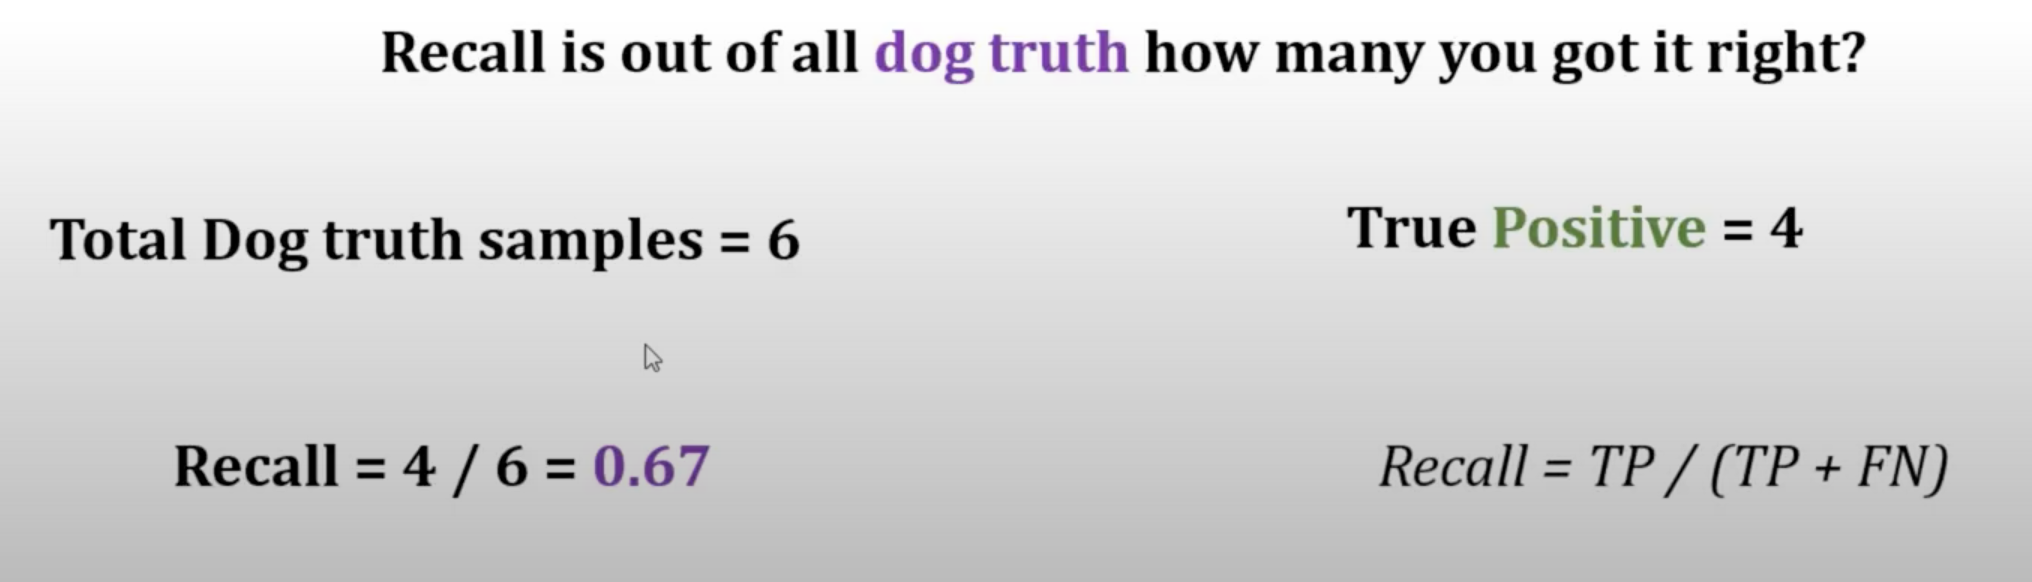 Recall is out of all dog truth how many you got it right?
Total Dog truth samples = 6
True Positive = 4
Recall = 4 / 6 = 0.67
Recall = TP / (TP + FN)